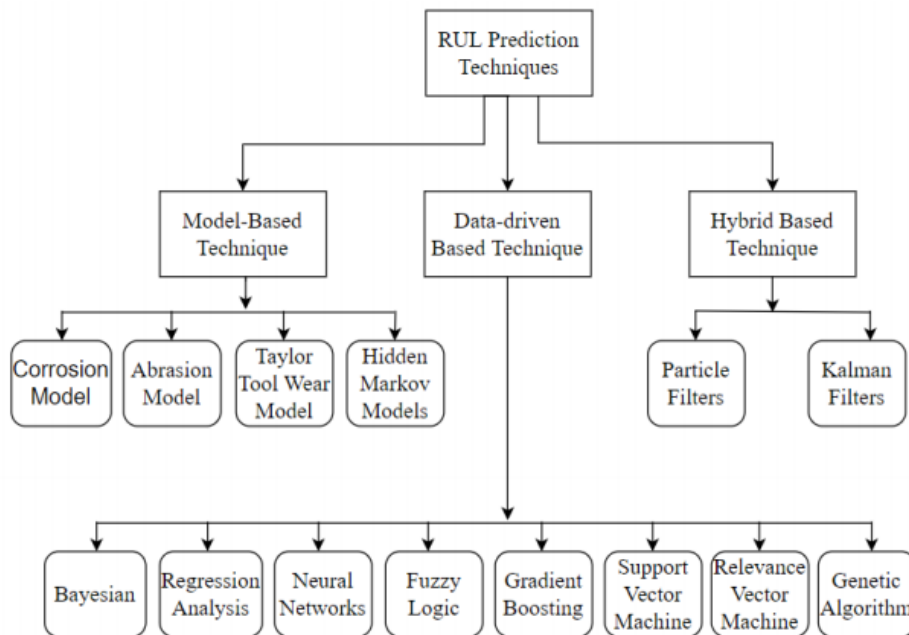 RUL Prediction
Techniques
Model-Based
Technique
Data-driven
Based Technique
Hybrid Based
Technique
Corrosion
Model
Abrasion
Model
Taylor
Tool Wear
Model
Hidden
Markov
Models
Particle
Filters
Kalman
Filters
Bayesian
Regression
Analysis
Neural
Networks
Fuzzy
Logic
Gradient
Boosting
Support
Vector
Machine
Relevance
Vector
Machine
Genetic
Algorithm